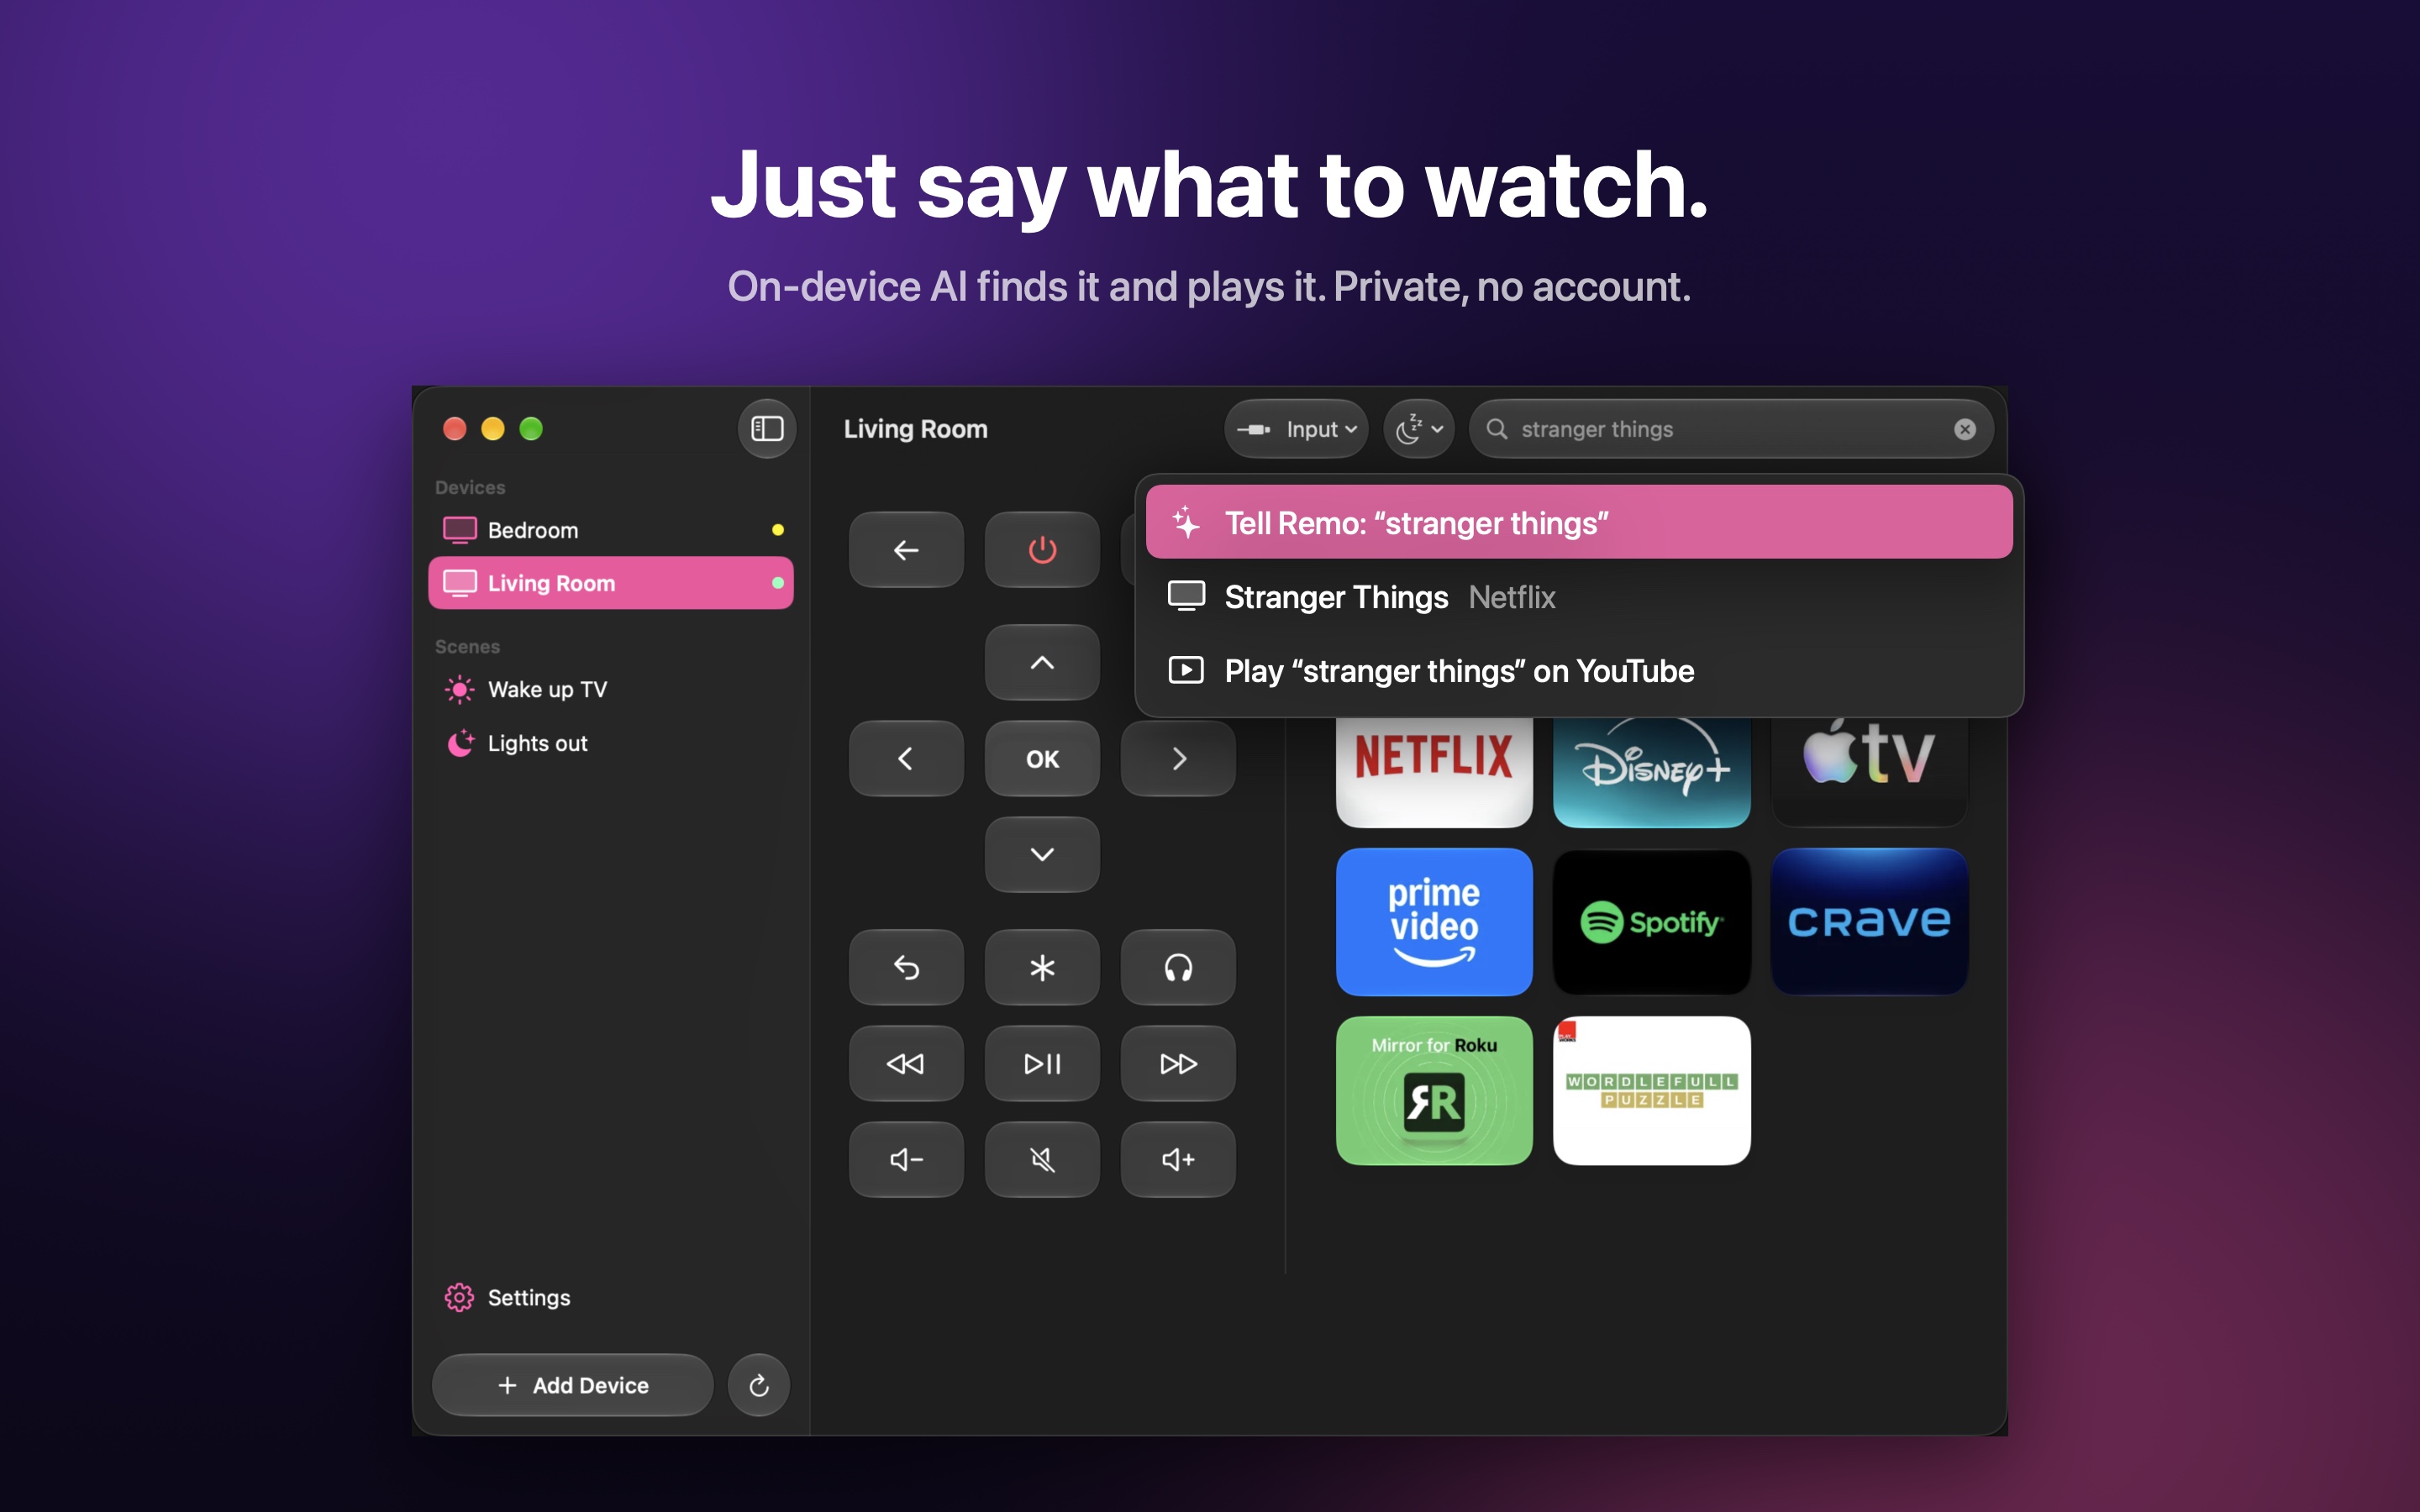 Just say what to watch.
On-device AI finds it and plays it. Private, no account.
Living Room
Input
stranger things
Devices
Bedroom
Living Room
Scenes
Wake up TV
Lights out
Settings
+ Add Device
OK
Tell Remo: “stranger things”
Stranger Things Netflix
Play “stranger things” on YouTube
NETFLIX
Disney+
tv
prime
video
Spotify
CRAVE
Mirror for Roku
RR
WORDLEFULL
PUZZLE